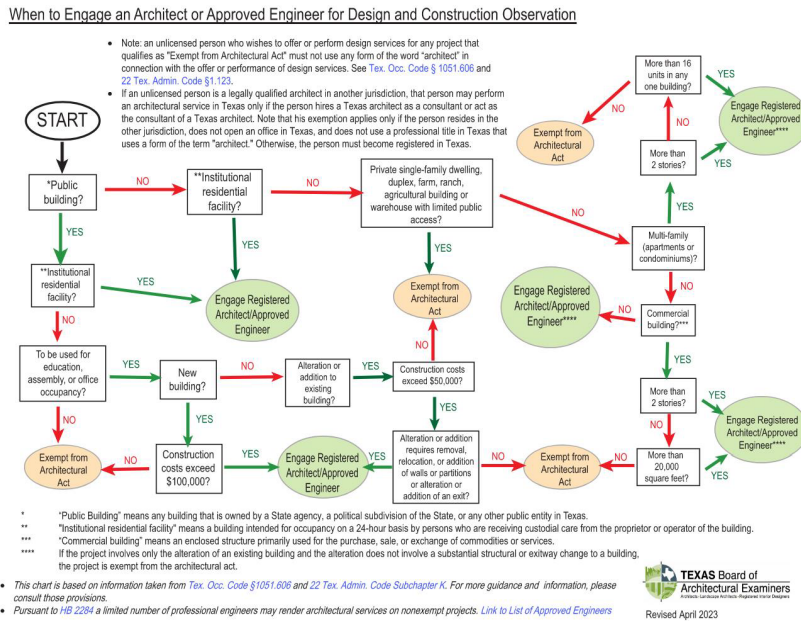 When to Engage an Architect or Approved Engineer for Design and Construction Observation
• Note: an unlicensed person who wishes to offer or perform design services for any project that
qualifies as "Exempt from Architectural Act" must not use any form of the word “architect” in
connection with the offer or performance of design services. See Tex. Occ. Code § 1051.606 and
22 Tex. Admin. Code §1.123.
• If an unlicensed person is a legally qualified architect in another jurisdiction, that person may perform
an architectural service in Texas only if the person hires a Texas architect as a consultant or act as
the consultant of a Texas architect. Note that his exemption applies only if the person resides in the
other jurisdiction, does not open an office in Texas, and does not use a professional title in Texas that
uses a form of the term "architect." Otherwise, the person must become registered in Texas.
START
*Public
building?
NO
YES
**Institutional
residential
facility?
NO
YES
Private single-family dwelling,
duplex, farm, ranch,
agricultural building or
warehouse with limited public
access?
NO
YES
Multi-family
(apartments or
condominiums)?
YES
NO
More than
2 stories?
YES
NO
More than 16
units in any
one building?
YES
NO
Engage Registered
Architect/Approved
Engineer****
Exempt from
Architectural
Act
**Institutional
residential
facility?
YES
NO
Engage Registered
Architect/Approved
Engineer
Exempt from
Architectural
Act
Engage Registered
Architect/Approved
Engineer****
NO
Commercial
building?***
YES
To be used for
education,
assembly, or office
occupancy?
YES
NO
New
building?
NO
YES
Alteration or
addition to
existing
building?
YES
Construction costs
exceed $50,000?
NO
YES
More than
2 stories?
YES
NO
Engage Registered
Architect/Approved
Engineer****
Exempt from
Architectural
Act
NO
Construction
costs exceed
$100,000?
YES
Engage Registered
Architect/Approved
Engineer
YES
Alteration or addition
requires removal,
relocation, or addition
of walls or partitions
or alteration or
addition of an exit?
NO
Exempt from
Architectural
Act
NO
More than
20,000
square feet?
YES
* “Public Building” means any building that is owned by a State agency, a political subdivision of the State, or any other public entity in Texas.
** "Institutional residential facility" means a building intended for occupancy on a 24-hour basis by persons who are receiving custodial care from the proprietor or operator of the building.
*** “Commercial building” means an enclosed structure primarily used for the purchase, sale, or exchange of commodities or services.
**** If the project involves only the alteration of an existing building and the alteration does not involve a substantial structural or exitway change to a building,
the project is exempt from the architectural act.
• This chart is based on information taken from Tex. Occ. Code §1051.606 and 22 Tex. Admin. Code Subchapter K. For more guidance and information, please
consult those provisions.
• Pursuant to HB 2284 a limited number of professional engineers may render architectural services on nonexempt projects. Link to List of Approved Engineers
TEXAS Board of
Architectural Examiners
Architects · Landscape Architects · Registered Interior Designers
Revised April 2023